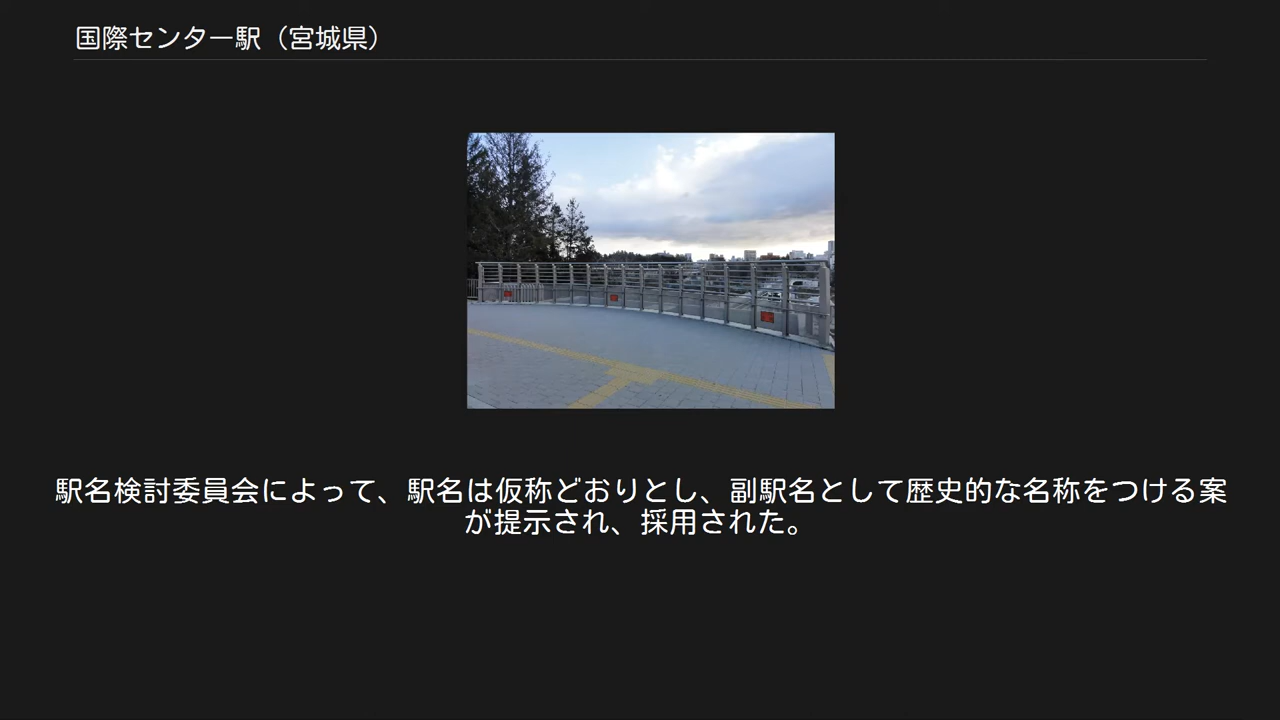 国際センター駅（宮城県）
駅名検討委員会によって、駅名は仮称どおりとし、副駅名として歴史的な名称をつける案
が提示され、採用された。